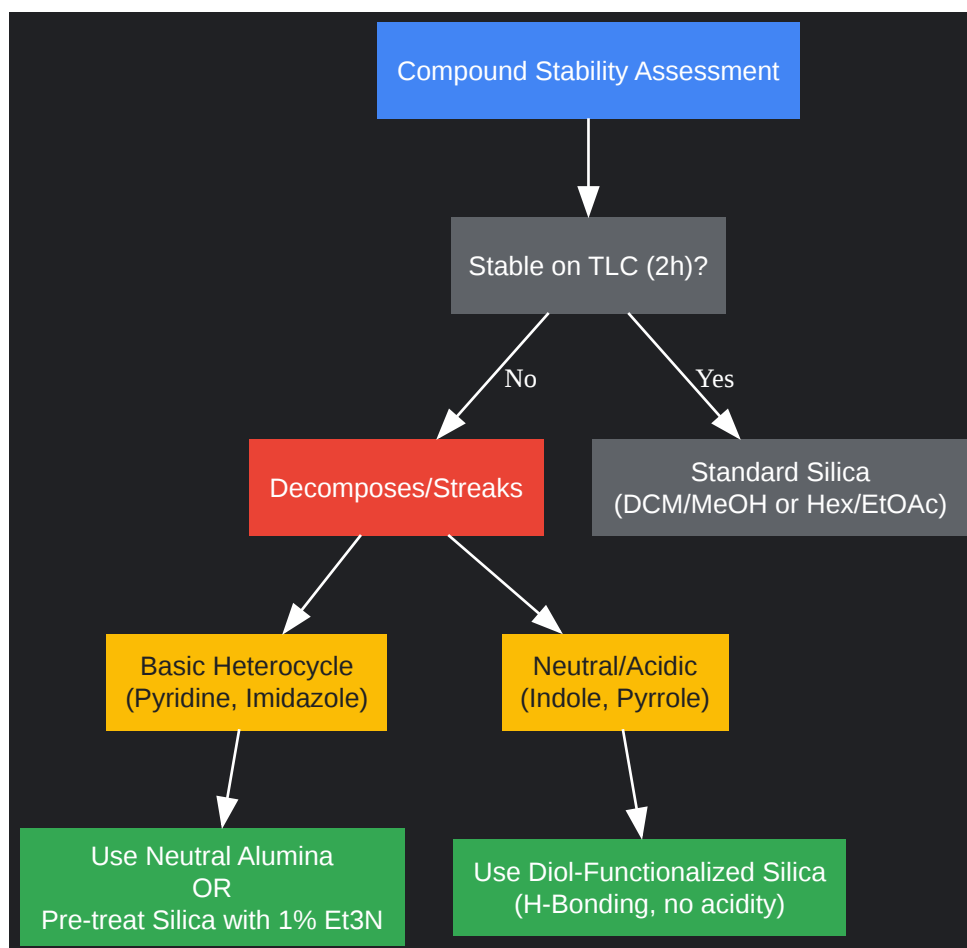 Compound Stability Assessment
Stable on TLC (2h)?
No
Yes
Decomposes/Streaks
Standard Silica
(DCM/MeOH or Hex/EtOAc)
Basic Heterocycle
(Pyridine, Imidazole)
Neutral/Acidic
(Indole, Pyrrole)
Use Neutral Alumina
OR
Pre-treat Silica with 1% Et3N
Use Diol-Functionalized Silica
(H-Bonding, no acidity)